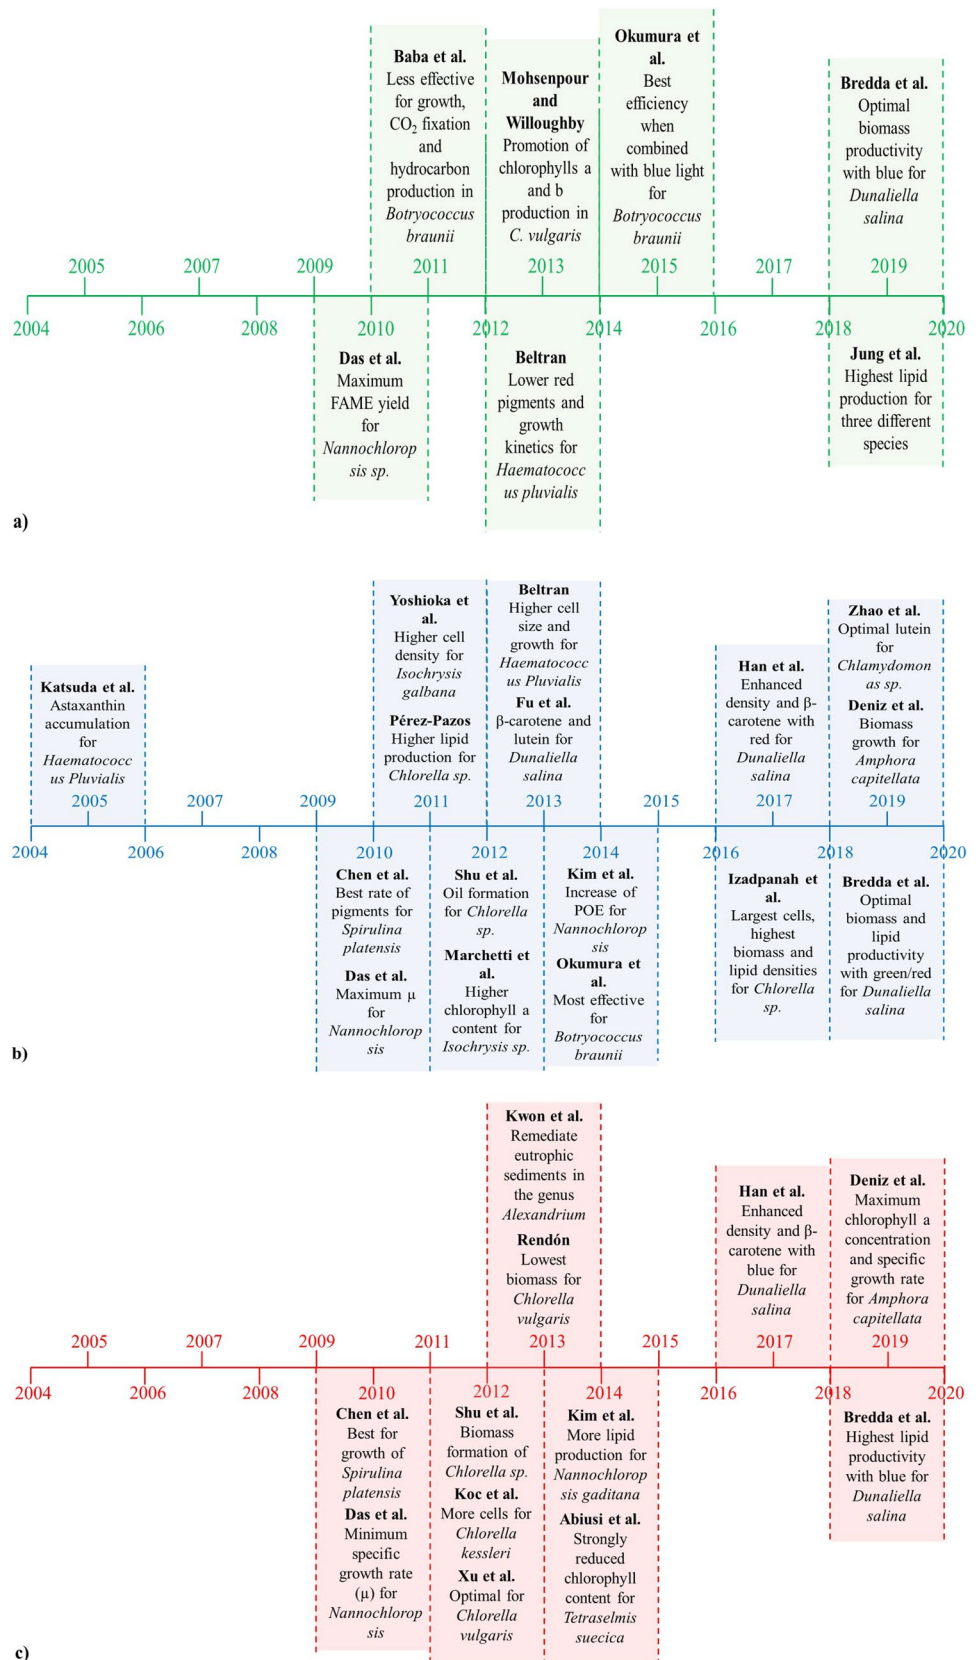 Baba et al.
Less effective
for growth,
CO₂ fixation
and
hydrocarbon
production in
Botryococcus
braunii
Mohsenpour
and
Willoughby
Promotion of
chlorophylls a
and b
production in
C. vulgaris
Okumura et
al.
Best
efficiency
when
combined
with blue light
for
Botryococcus
braunii
Bredda et al.
Optimal
biomass
productivity
with blue for
Dunaliella
salina
2005 2007 2009 2011 2013 2015 2017 2019
2004 2006 2008 2010 2012 2014 2016 2018 2020
Das et al.
Maximum
FAME yield
for
Nannochlorop
sis sp.
Beltran
Lower red
pigments and
growth
kinetics for
Haematococc
us pluvialis
Jung et al.
Highest lipid
production for
three different
species
a)
Katsuda et al.
Astaxanthin
accumulation
for
Haematococc
us Pluvialis
Yoshioka et
al.
Higher cell
density for
Isochrysis
galbana
Pérez-Pazos
Higher lipid
production for
Chlorella sp.
Beltran
Higher cell
size and
growth for
Haematococc
us Pluvialis
Fu et al.
β-carotene and
lutein for
Dunaliella
salina
Han et al.
Enhanced
density and β-
carotene with
red for
Dunaliella
salina
Zhao et al.
Optimal lutein
for
Chlamydomon
as sp.
Deniz et al.
Biomass
growth for
Amphora
capitellata
2005 2007 2009 2011 2013 2015 2017 2019
2004 2006 2008 2010 2012 2014 2016 2018 2020
Chen et al.
Best rate of
pigments for
Spirulina
platensis
Das et al.
Maximum μ
for
Nannochlorop
sis
Shu et al.
Oil formation
for Chlorella
sp.
Marchetti et
al.
Higher
chlorophyll a
content for
Isochrysis sp.
Kim et al.
Increase of
POE for
Nannochlorop
sis
Okumura et
al.
Most effective
for
Botryococcus
braunii
Izadpanah et
al.
Largest cells,
highest
biomass and
lipid densities
for Chlorella
sp.
Bredda et al.
Optimal
biomass and
lipid
productivity
with green/red
for Dunaliella
salina
b)
Kwon et al.
Remediate
eutrophic
sediments in
the genus
Alexandrium
Rendón
Lowest
biomass for
Chlorella
vulgaris
Han et al.
Enhanced
density and β-
carotene with
blue for
Dunaliella
salina
Deniz et al.
Maximum
chlorophyll a
concentration
and specific
growth rate
for Amphora
capitellata
2005 2007 2009 2011 2013 2015 2017 2019
2004 2006 2008 2010 2012 2014 2016 2018 2020
Chen et al.
Best for
growth of
Spirulina
platensis
Das et al.
Minimum
specific
growth rate
(μ) for
Nannochlorop
sis
Shu et al.
Biomass
formation of
Chlorella sp.
Koc et al.
More cells for
Chlorella
kessleri
Xu et al.
Optimal for
Chlorella
vulgaris
Kim et al.
More lipid
production for
Nannochlorop
sis gaditana
Abiusi et al.
Strongly
reduced
chlorophyll
content for
Tetraselmis
suecica
Bredda et al.
Highest lipid
productivity
with blue for
Dunaliella
salina
c)